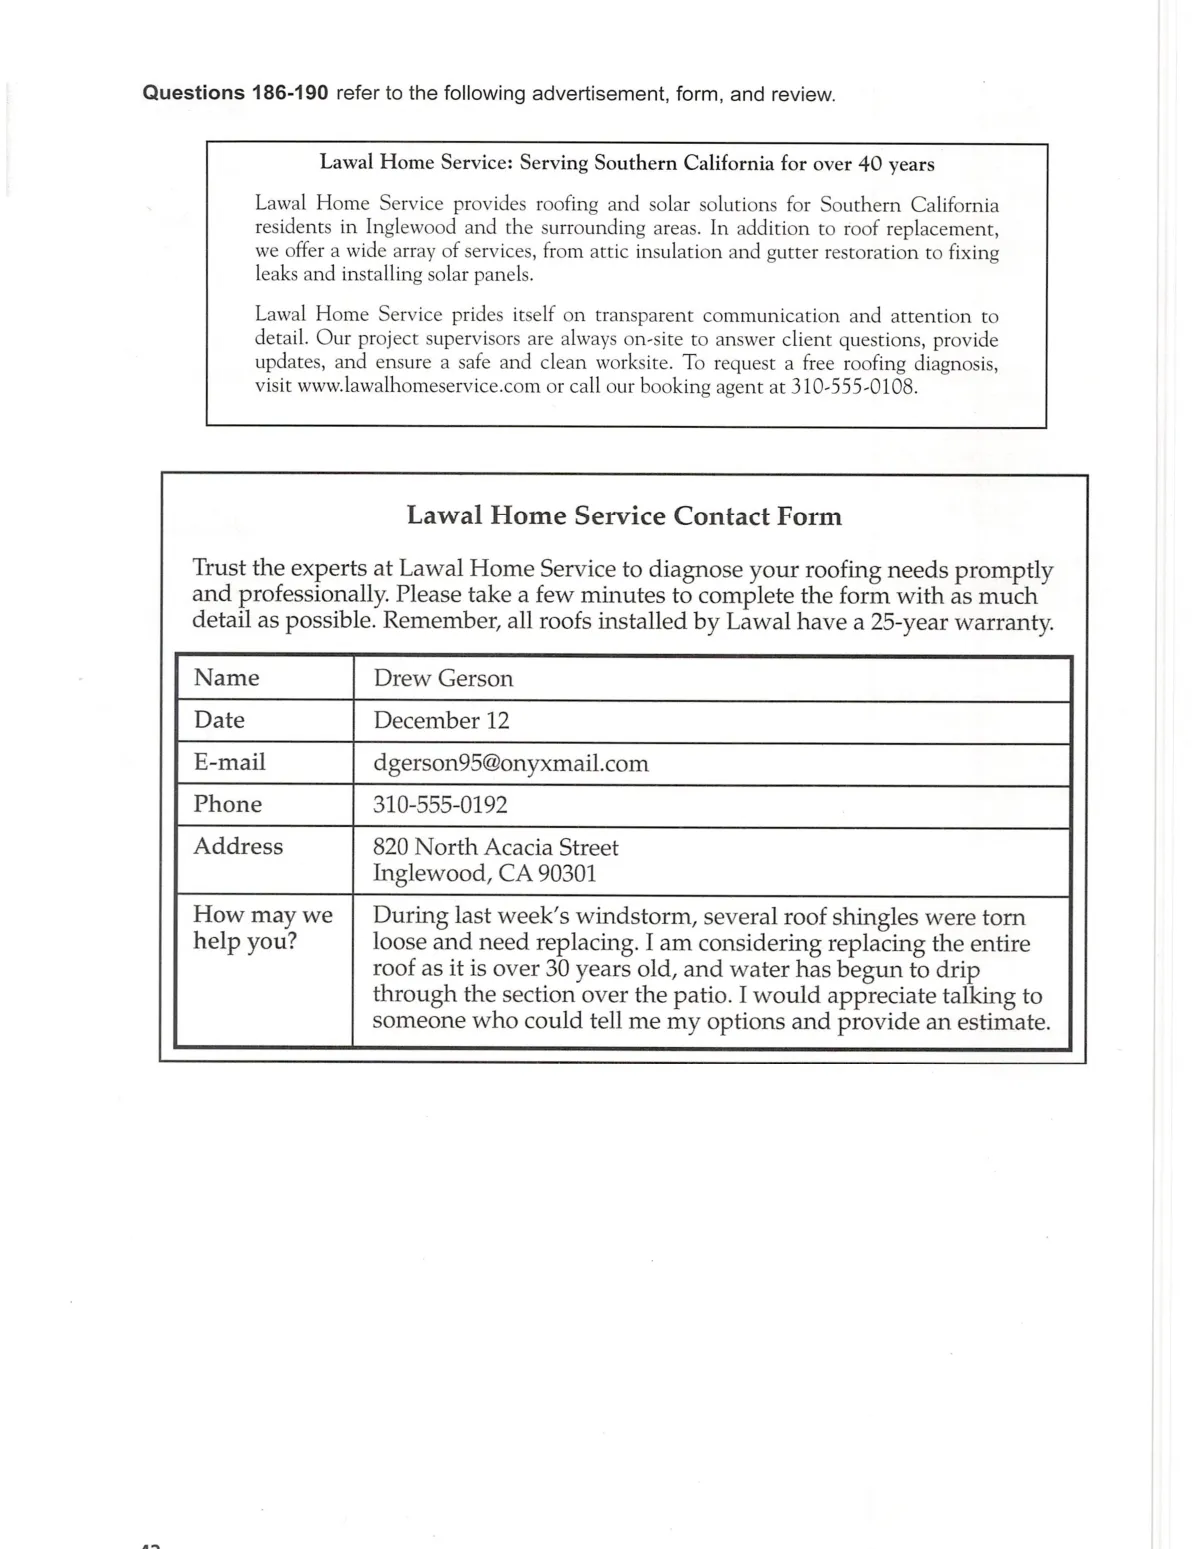 Questions 186-190 refer to the following advertisement, form, and review.
Lawal Home Service: Serving Southern California for over 40 years
Lawal Home Service provides roofing and solar solutions for Southern California
residents in Inglewood and the surrounding areas. In addition to roof replacement,
we offer a wide array of services, from attic insulation and gutter restoration to fixing
leaks and installing solar panels.
Lawal Home Service prides itself on transparent communication and attention to
detail. Our project supervisors are always on-site to answer client questions, provide
updates, and ensure a safe and clean worksite. To request a free roofing diagnosis,
visit www.lawalhomeservice.com or call our booking agent at 310-555-0108.
Lawal Home Service Contact Form
Trust the experts at Lawal Home Service to diagnose your roofing needs promptly
and professionally. Please take a few minutes to complete the form with as much
detail as possible. Remember, all roofs installed by Lawal have a 25-year warranty.
Name Drew Gerson
Date December 12
E-mail dgerson95@onyxmail.com
Phone 310-555-0192
Address 820 North Acacia Street
Inglewood, CA 90301
How may we During last week's windstorm, several roof shingles were torn
help you? loose and need replacing. I am considering replacing the entire
roof as it is over 30 years old, and water has begun to drip
through the section over the patio. I would appreciate talking to
someone who could tell me my options and provide an estimate.